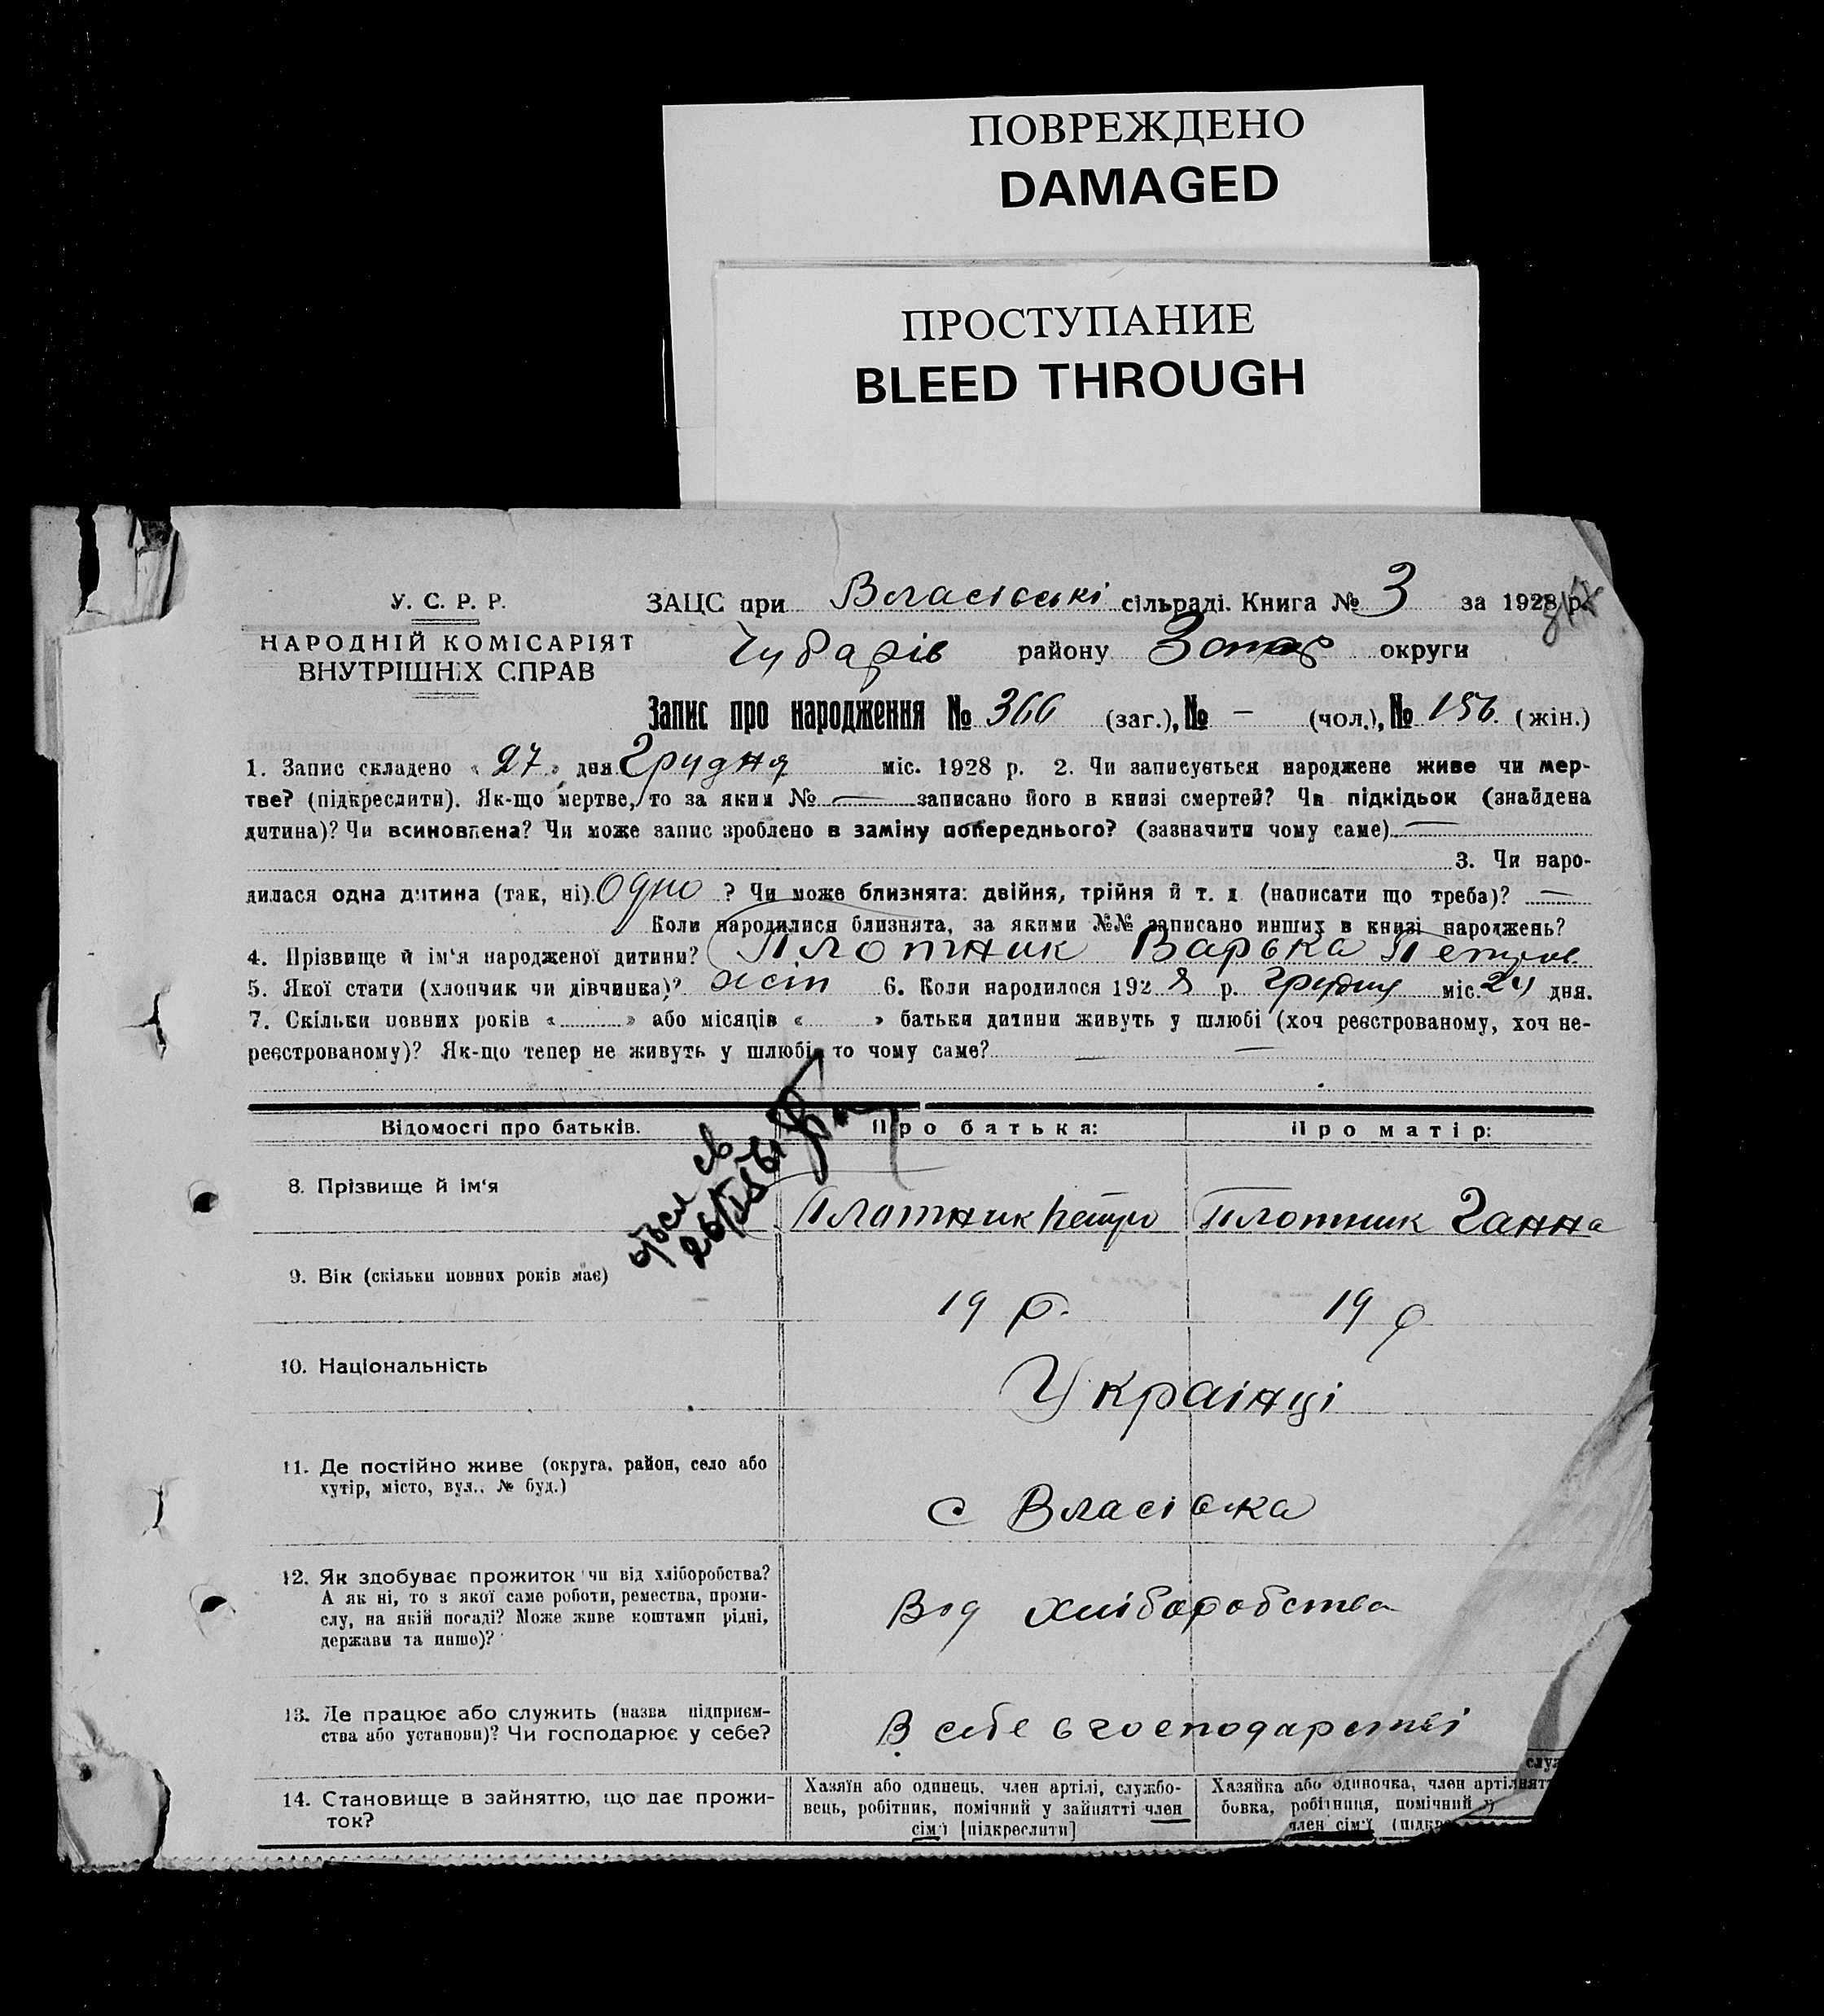 ПОВРЕЖДЕНО
DAMAGED
ПРОСТУПАНИЕ
BLEED THROUGH
У. С. Р. Р.
НАРОДНІЙ КОМІСАРІЯТ
ВНУТРІШНІХ СПРАВ
ЗАЦС при Власівські сільраді. Книга № 3 за 1928 р.
Чубарів району Запор округи
Запис про народження № 366 (заг.), № - (чол.), № 156. (жін.)
1. Запис складено « 27 » дня Грудня міс. 1928 р. 2. Чи записується народжене живе чи мер-
тве? (підкреслити). Як-що мертве, то за яким № — записано його в книзі смертей? Чи підкідьок (знайдена
дитина)? Чи всиновлена? Чи може запис зроблено в заміну попереднього? (зазначити чому саме) —
3. Чи наро-
дилася одна дитина (так, ні) Одно ? Чи може близнята: двійня, трійня й т. д. (написати що треба)? —
Коли народилися близнята, за якими №№ записано инших в книзі народжень?
4. Прізвище й ім'я народженої дитини? Плотник Варька Петров
5. Якої стати (хлопчик чи дівчинка)? жін 6. Коли народилося 1928 р. Грудня міс. 24 дня.
7. Скільки повних років «...» або місяців «...» батьки дитини живуть у шлюбі (хоч реєстрованому, хоч не-
реєстрованому)? Як-що тепер не живуть у шлюбі, то чому саме? — —
Відомості про батьків. Про батька: Про матір:
8. Прізвище й ім'я Плотник Петро Плотник Ганна
9. Вік (скільки повних років має) 19 р. 19 р
10. Національність Українці
11. Де постійно живе (округа, район, село або
хутір, місто, вул., № буд.)
с Власівка
12. Як здобуває прожиток чи від хліборобства?
А як ні, то з якої саме роботи, ремества, проми-
слу, на якій посаді? Може живе коштами рідні,
держави та инше)?
Вод хліборобства
13. Де працює або служить (назва підприєм-
ства або установи)? Чи господарює у себе?
В себе в господарстві
14. Становище в зайняттю, що дає прожи-
ток?
Хазяїн або одинець, член артілі, службо-
вець, робітник, помічний у зайнятті член
сім'ї [підкреслити]
Хазяйка або одиночка, член артілі
бовка, робітниця, помічний у
член сім'ї